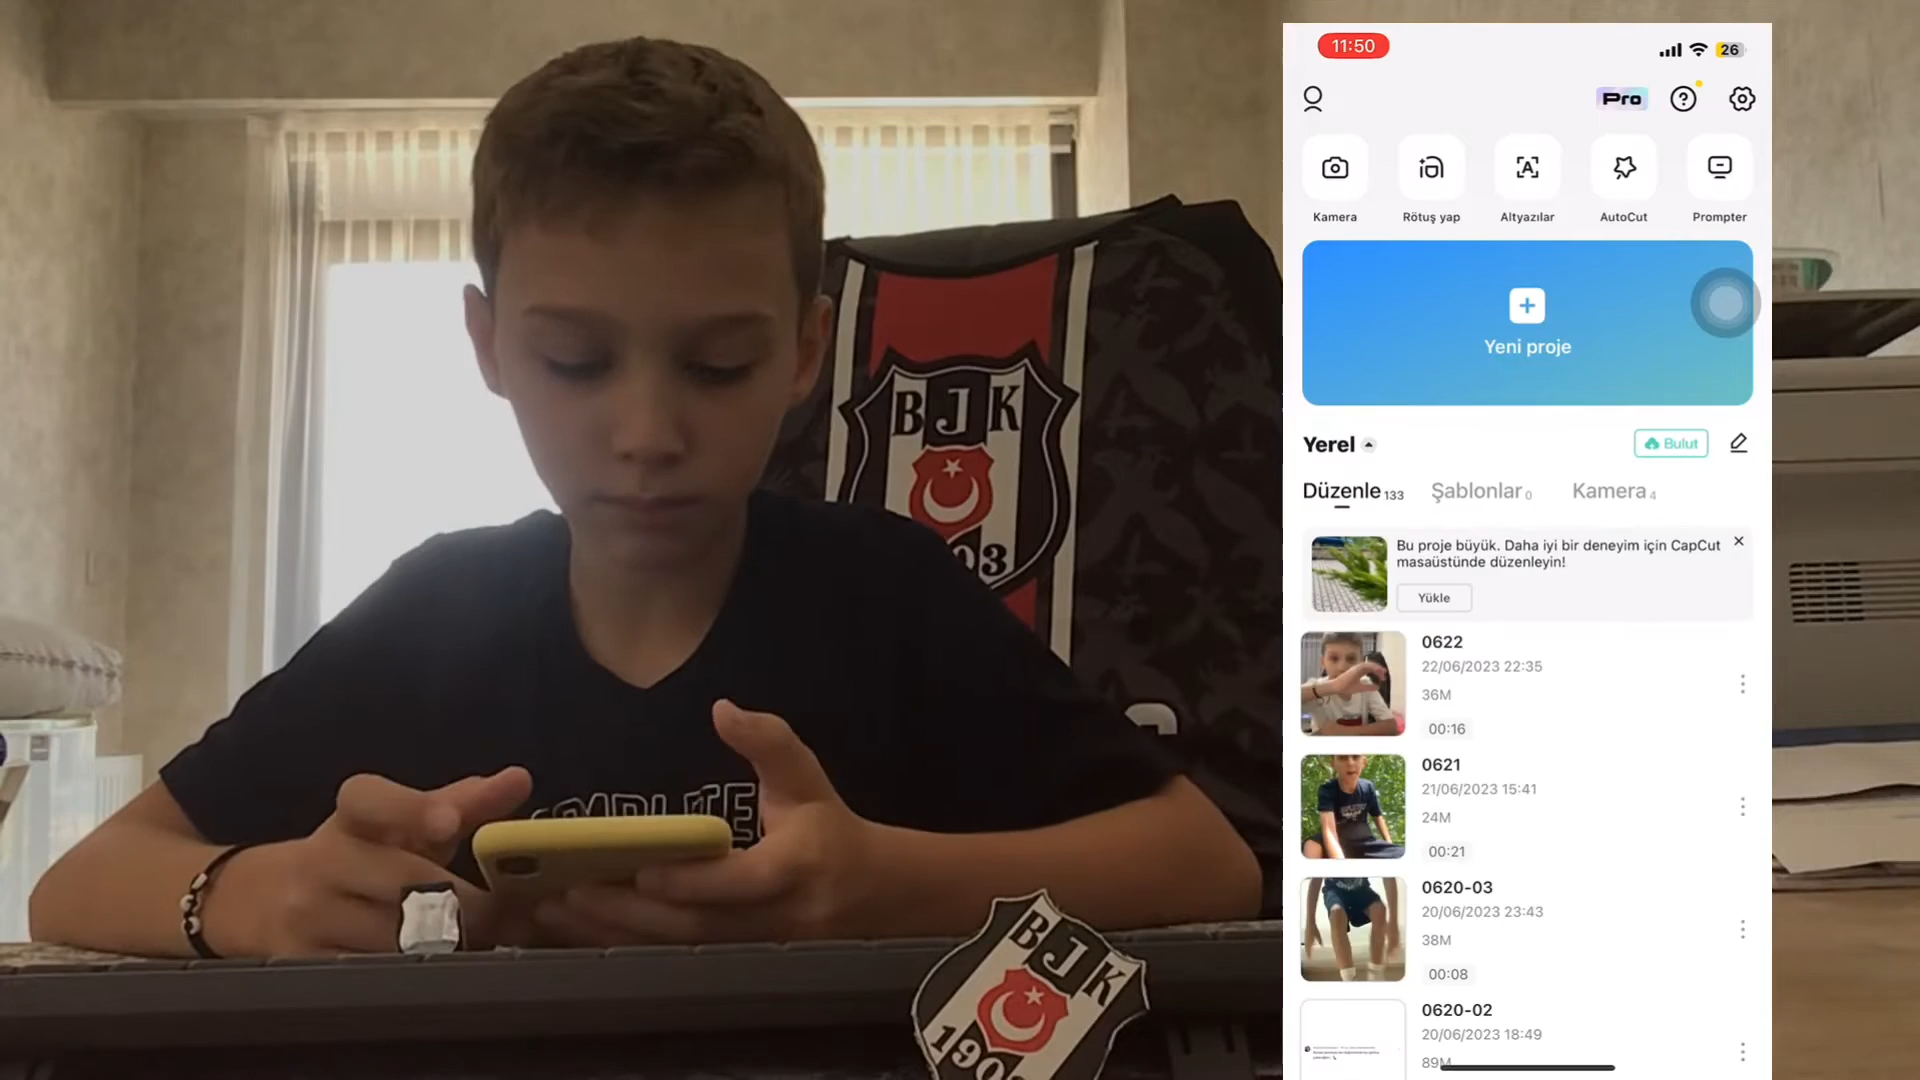 11:50
26
Pro
Kamera
Rötuş yap
Altyazılar
AutoCut
Prompter
Yeni proje
Yerel
Bulut
Düzenle 133
Şablonlar 0
Kamera 4
Bu proje büyük. Daha iyi bir deneyim için CapCut
masaüstünde düzenleyin!
Yükle
0622
22/06/2023 22:35
36M
00:16
0621
21/06/2023 15:41
24M
00:21
0620-03
20/06/2023 23:43
38M
00:08
0620-02
20/06/2023 18:49
89M
BJK
03
BJK
190